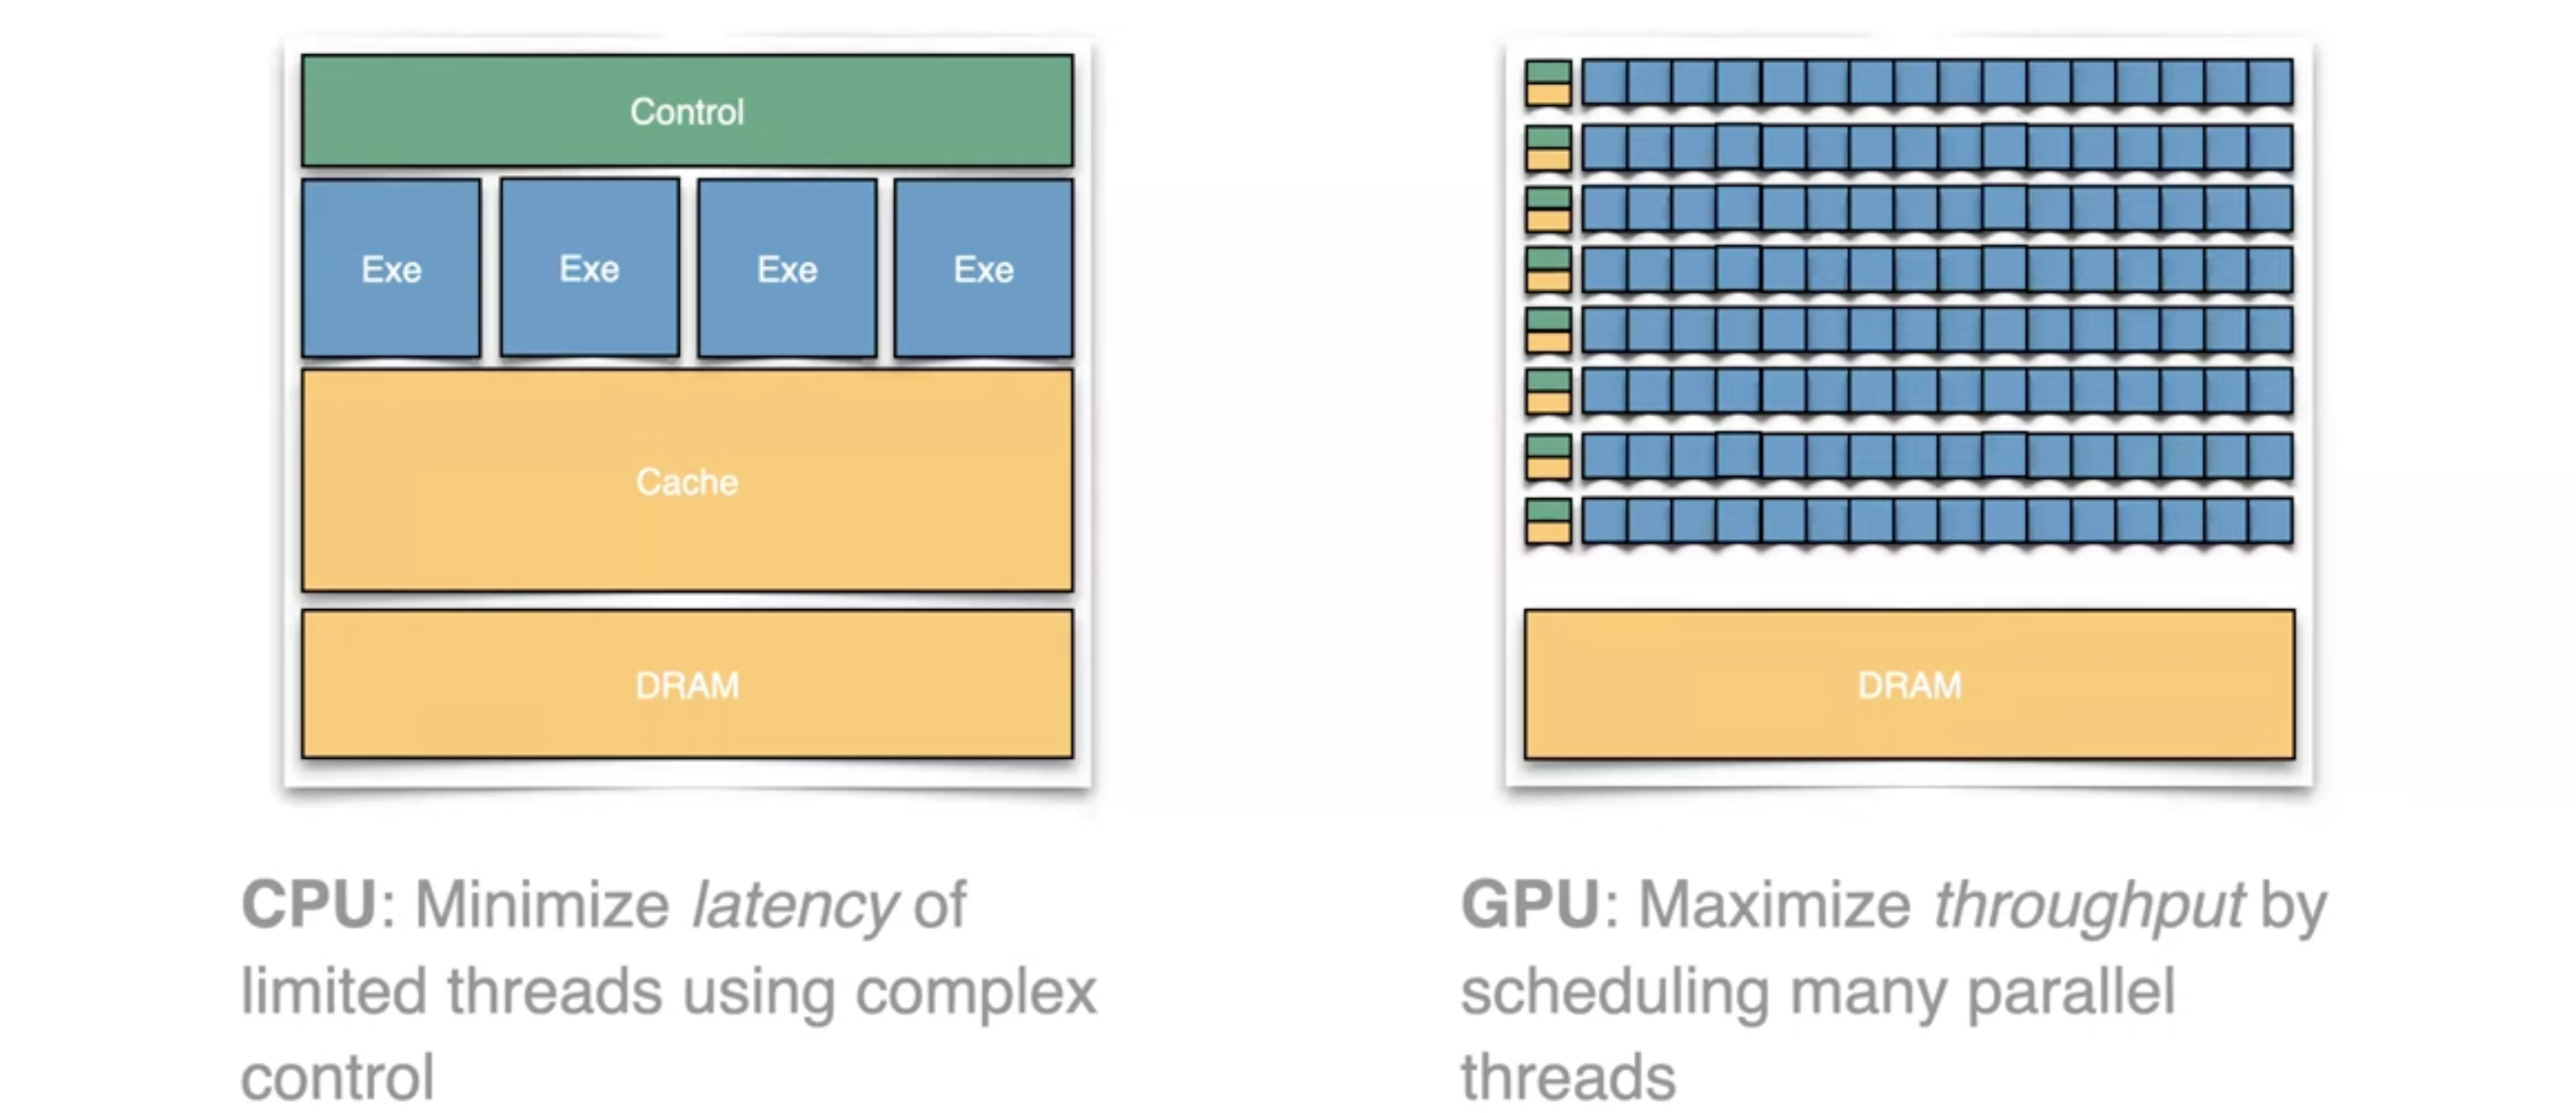 Control
Exe Exe Exe Exe
Cache
DRAM
CPU: Minimize latency of
limited threads using complex
control
DRAM
GPU: Maximize throughput by
scheduling many parallel
threads